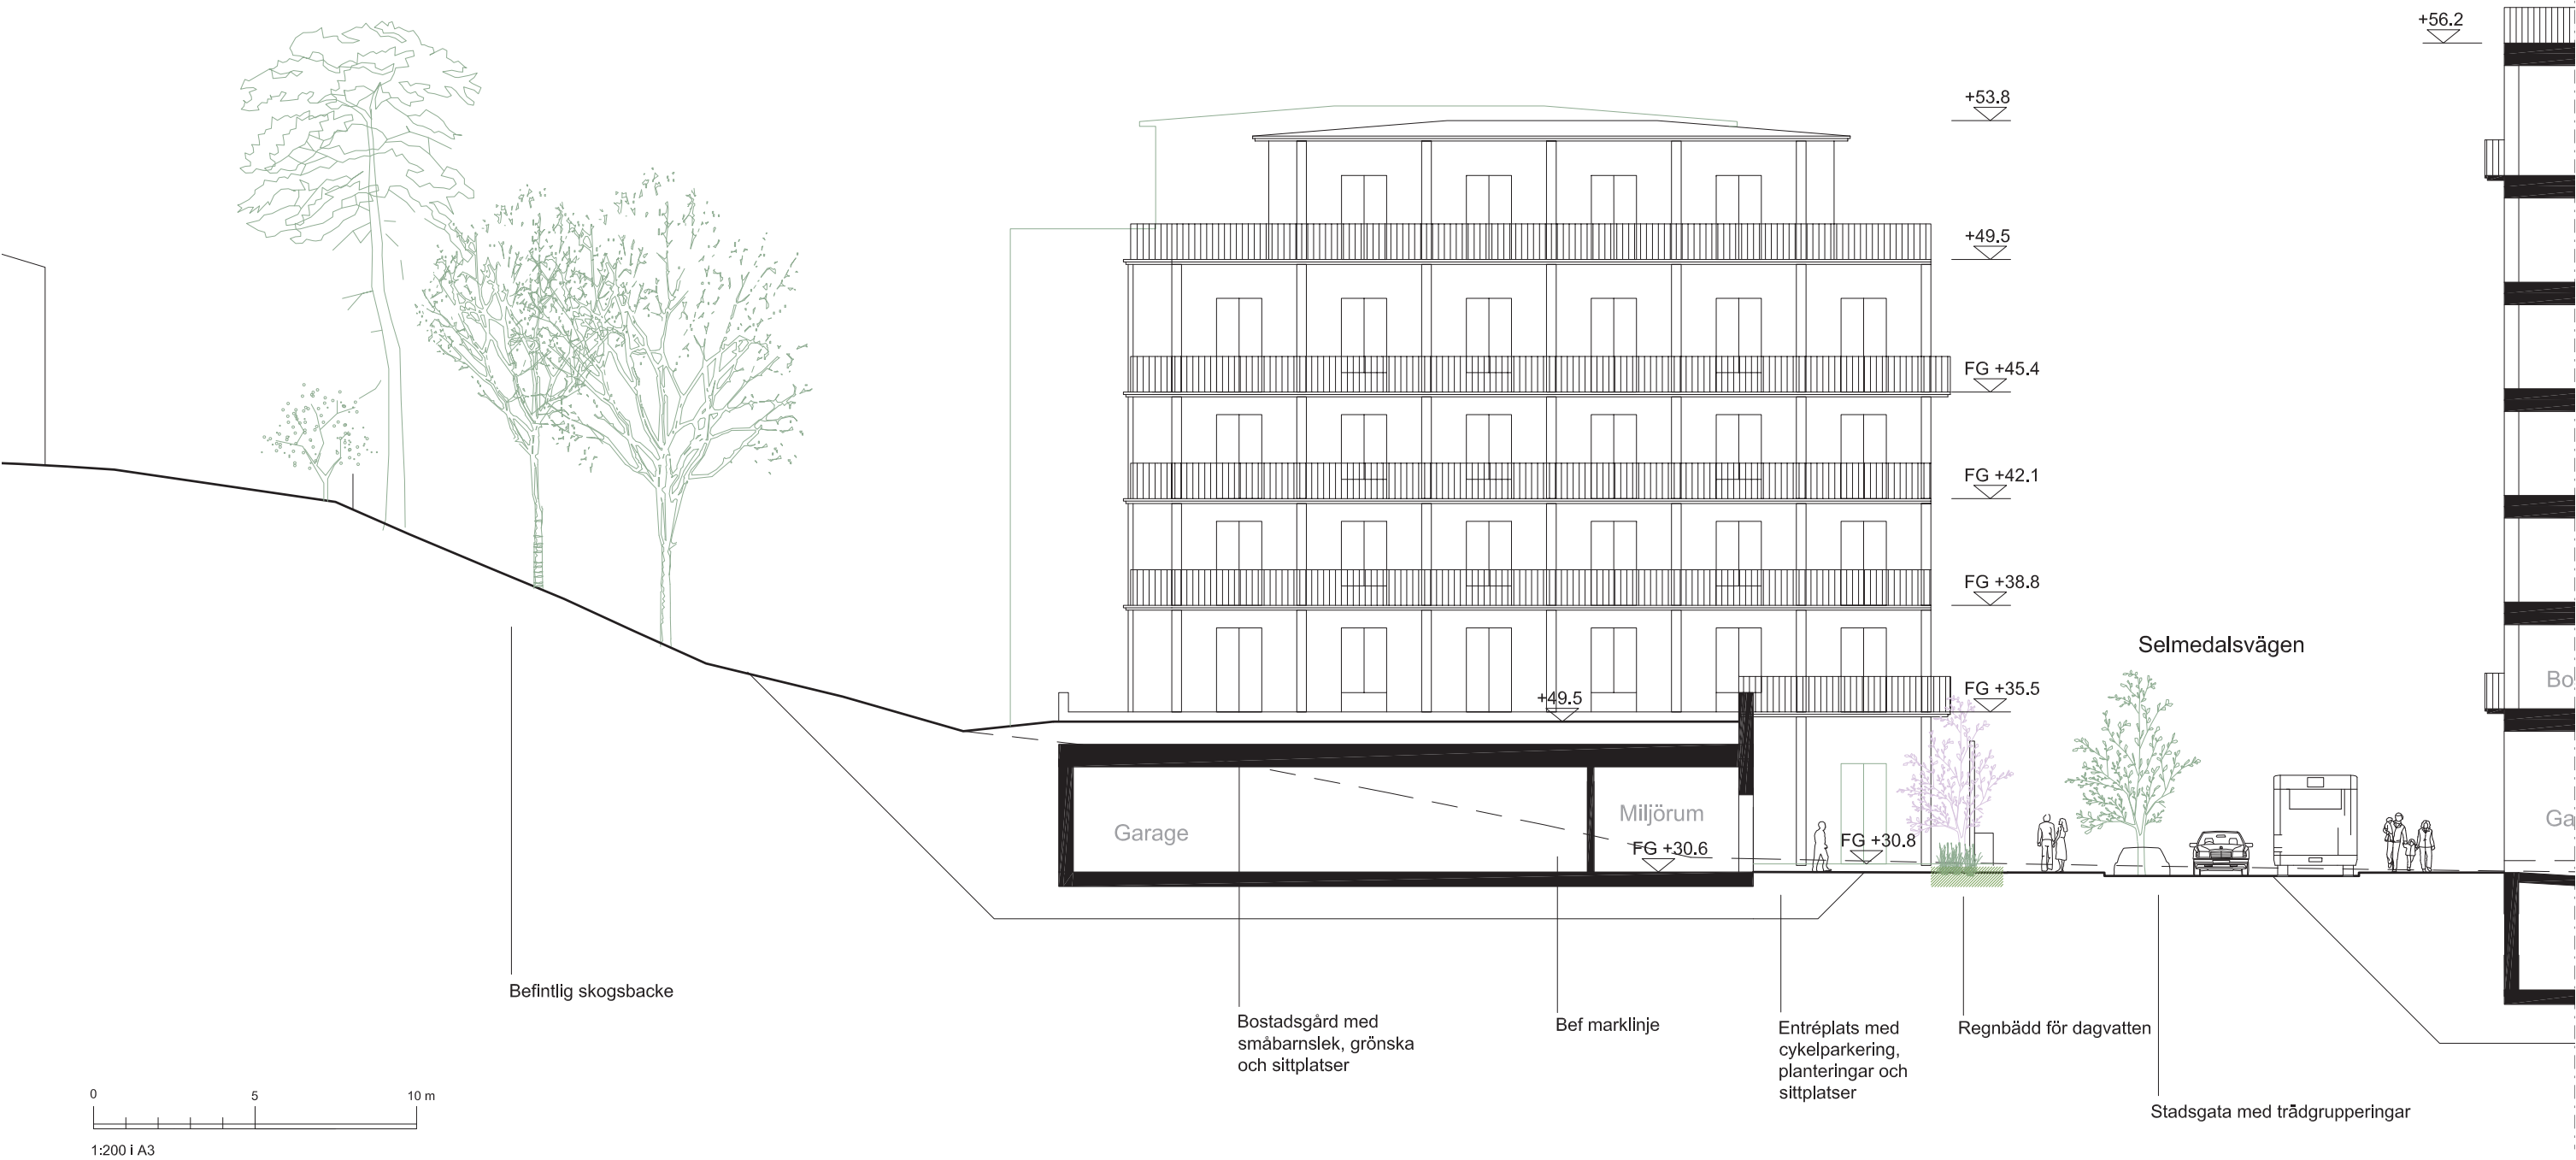 +56.2
+53.8
+49.5
FG +45.4
FG +42.1
FG +38.8
Selmedalsvägen
FG +35.5
+49.5
Bo
Garage
Miljörum
FG +30.6
FG +30.8
Ga
Befintlig skogsbacke
Bostadsgård med
småbarnslek, grönska
och sittplatser
Bef marklinje
Entréplats med
cykelparkering,
planteringar och
sittplatser
Regnbädd för dagvatten
Stadsgata med trädgrupperingar
0 5 10 m
1:200 i A3